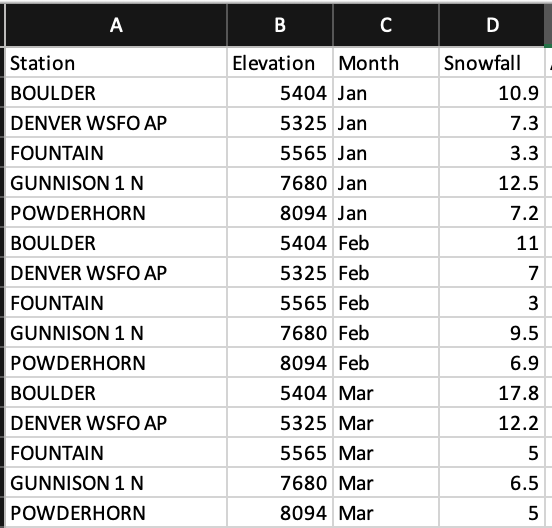 A B C D
Station Elevation Month Snowfall
BOULDER 5404 Jan 10.9
DENVER WSFO AP 5325 Jan 7.3
FOUNTAIN 5565 Jan 3.3
GUNNISON 1 N 7680 Jan 12.5
POWDERHORN 8094 Jan 7.2
BOULDER 5404 Feb 11
DENVER WSFO AP 5325 Feb 7
FOUNTAIN 5565 Feb 3
GUNNISON 1 N 7680 Feb 9.5
POWDERHORN 8094 Feb 6.9
BOULDER 5404 Mar 17.8
DENVER WSFO AP 5325 Mar 12.2
FOUNTAIN 5565 Mar 5
GUNNISON 1 N 7680 Mar 6.5
POWDERHORN 8094 Mar 5